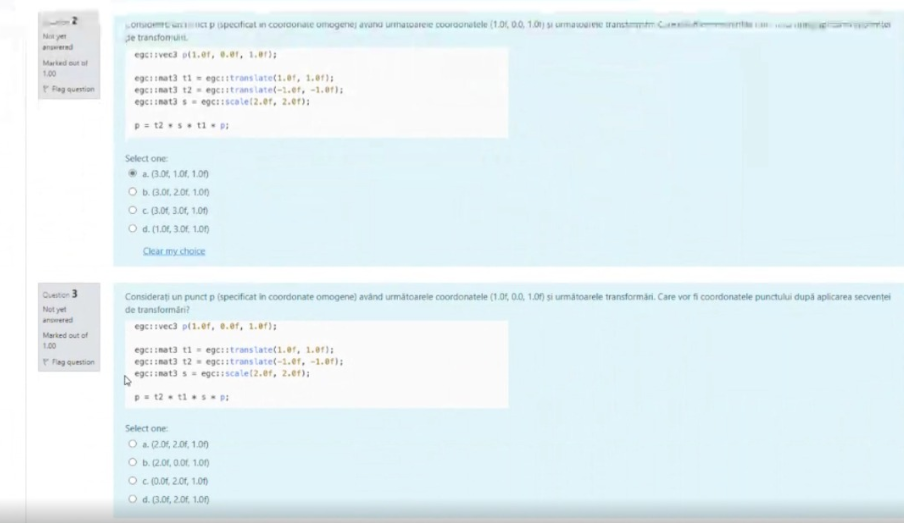 Question 2
Not yet
answered
Marked out of
1.00
Flag question
Considerați un punct p (specificat în coordonate omogene) având următoarele coordonatele (1.0f, 0.0, 1.0f) și următoarele transformări.
de transformări.
egc::vec3 p(1.0f, 0.0f, 1.0f);
egc::mat3 t1 = egc::translate(1.0f, 1.0f);
egc::mat3 t2 = egc::translate(-1.0f, -1.0f);
egc::mat3 s = egc::scale(2.0f, 2.0f);
p = t2 * s * t1 * p;
Select one:
a. (3.0f, 1.0f, 1.0f)
b. (3.0f, 2.0f, 1.0f)
c. (3.0f, 3.0f, 1.0f)
d. (1.0f, 3.0f, 1.0f)
Clear my choice
Question 3
Not yet
answered
Marked out of
1.00
Flag question
Considerați un punct p (specificat în coordonate omogene) având următoarele coordonatele (1.0f, 0.0, 1.0f) și următoarele transformări. Care vor fi coordonatele punctului după aplicarea secvenței
de transformări?
egc::vec3 p(1.0f, 0.0f, 1.0f);
egc::mat3 t1 = egc::translate(1.0f, 1.0f);
egc::mat3 t2 = egc::translate(-1.0f, -1.0f);
egc::mat3 s = egc::scale(2.0f, 2.0f);
p = t2 * t1 * s * p;
Select one:
a. (2.0f, 2.0f, 1.0f)
b. (2.0f, 0.0f, 1.0f)
c. (0.0f, 2.0f, 1.0f)
d. (3.0f, 2.0f, 1.0f)